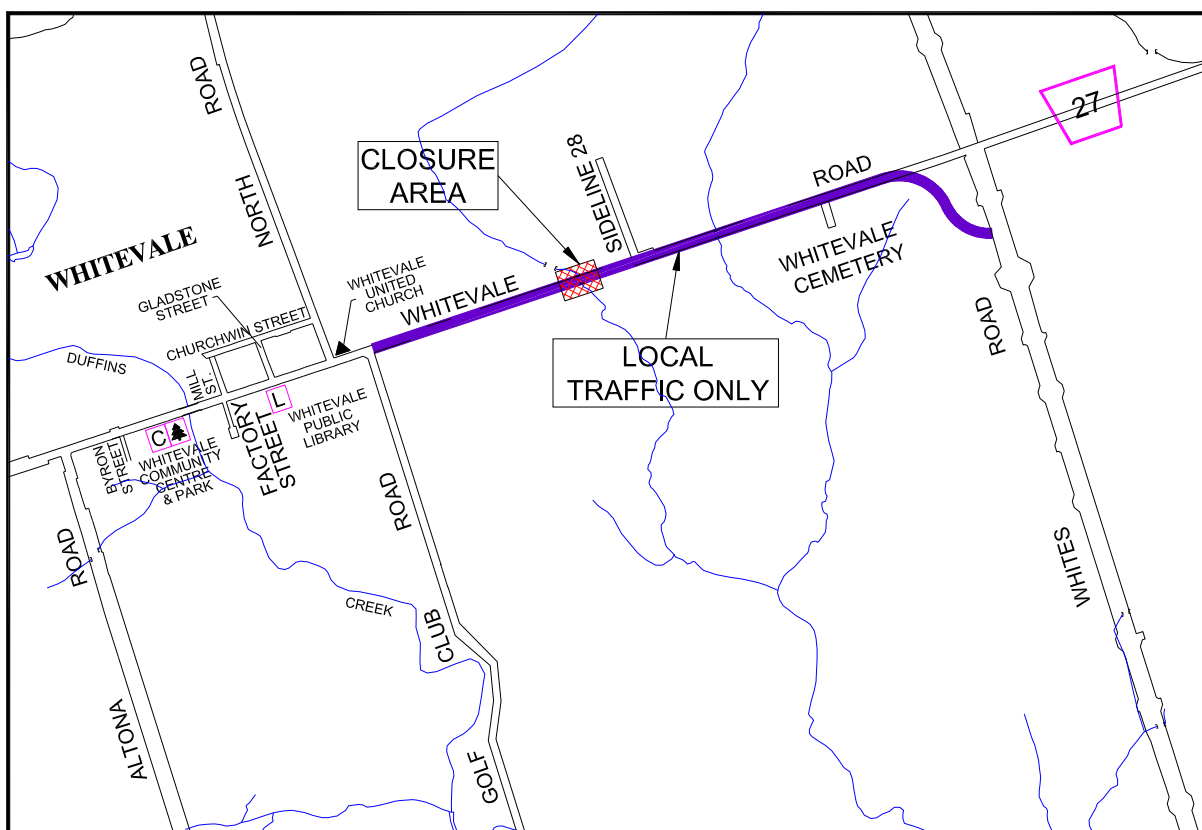 ROAD
27
CLOSURE
AREA
SIDELINE 28
ROAD
NORTH
WHITEVALE
WHITEVALE
CEMETERY
WHITEVALE
UNITED
CHURCH
WHITEVALE
GLADSTONE
STREET
CHURCHWIN STREET
ROAD
DUFFINS
MILL
ST.
LOCAL
TRAFFIC ONLY
L
WHITEVALE
PUBLIC
LIBRARY
FACTORY
STREET
C
BYRON
STREET
WHITEVALE
COMMUNITY
CENTRE
& PARK
ROAD
ROAD
WHITES
CREEK
CLUB
ALTONA
GOLF